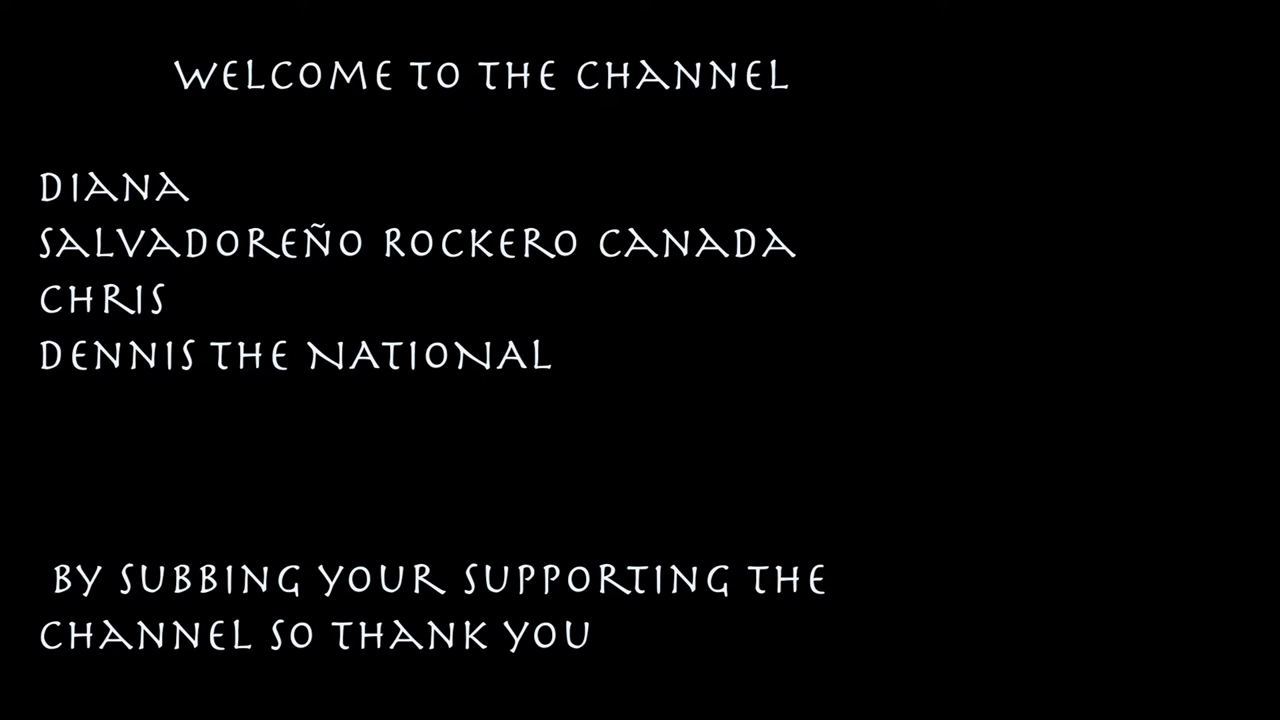 WELCOME TO THE CHANNEL
DIANA
SALVADOREÑO ROCKERO CANADA
CHRIS
DENNIS THE NATIONAL
BY SUBBING YOUR SUPPORTING THE
CHANNEL SO THANK YOU